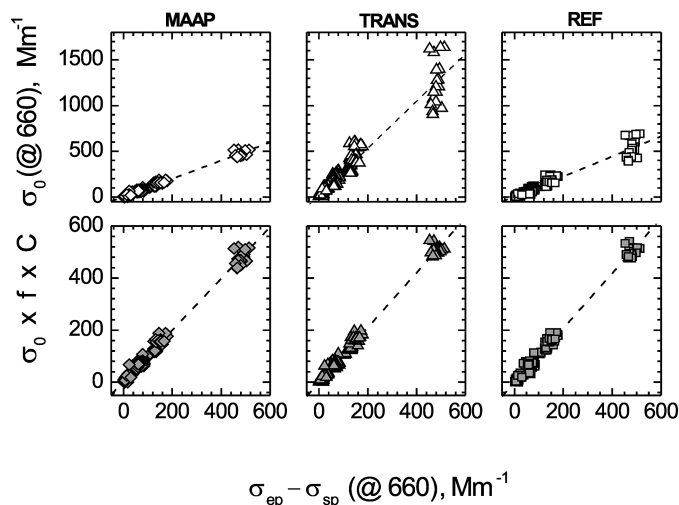 MAAP TRANS REF
σ₀ (@ 660), Mm⁻¹
1500
1000
500
0
σ₀ x f x C
600
400
200
0
0 200 400 600 0 200 400 600 0 200 400 600
σep – σsp (@ 660), Mm⁻¹